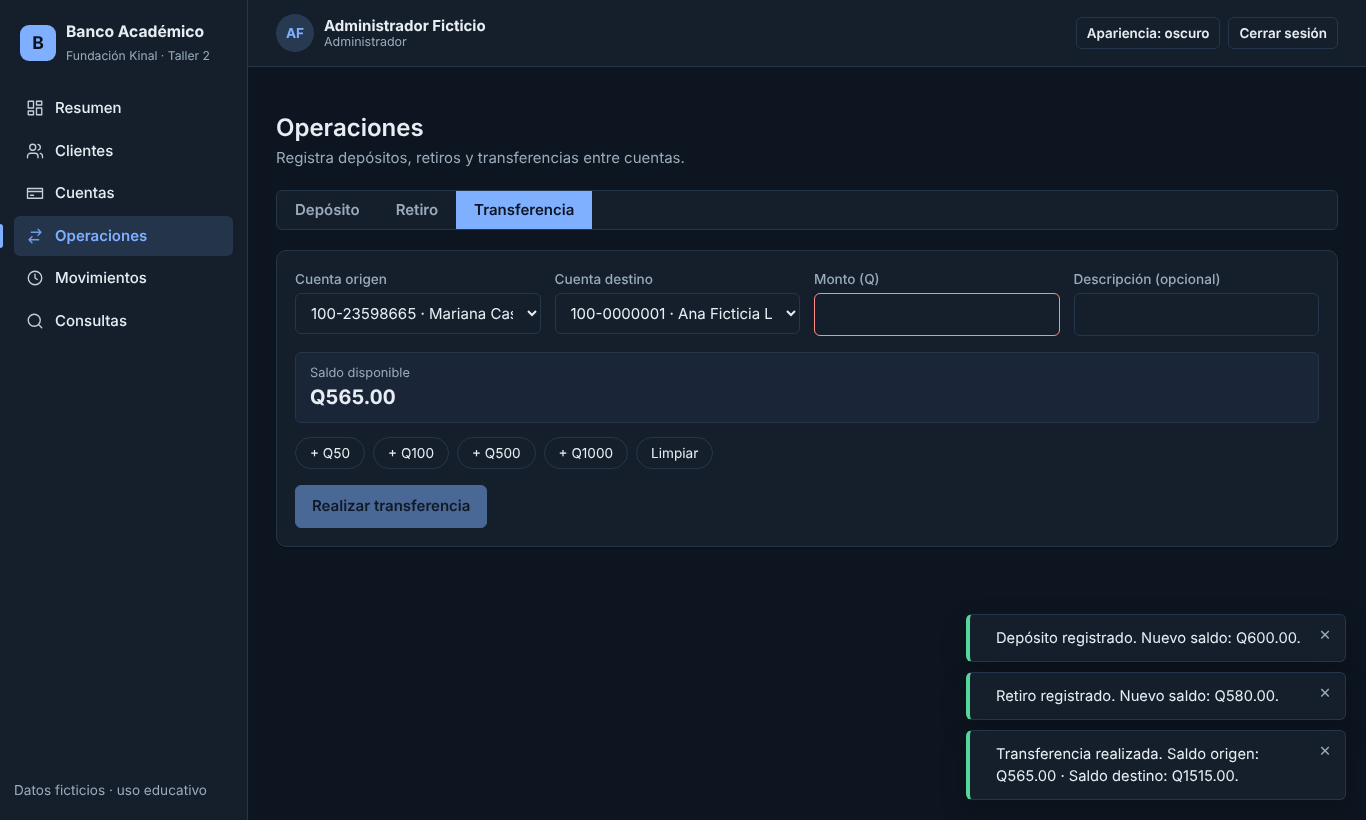 B
Banco Académico
Fundación Kinal · Taller 2
Resumen
Clientes
Cuentas
Operaciones
Movimientos
Consultas
Datos ficticios · uso educativo
AF
Administrador Ficticio
Administrador
Apariencia: oscuro
Cerrar sesión
Operaciones
Registra depósitos, retiros y transferencias entre cuentas.
Depósito
Retiro
Transferencia
Cuenta origen
Cuenta destino
Monto (Q)
Descripción (opcional)
100-23598665 · Mariana Cas
100-0000001 · Ana Ficticia L
Saldo disponible
Q565.00
+ Q50
+ Q100
+ Q500
+ Q1000
Limpiar
Realizar transferencia
Depósito registrado. Nuevo saldo: Q600.00.
Retiro registrado. Nuevo saldo: Q580.00.
Transferencia realizada. Saldo origen:
Q565.00 · Saldo destino: Q1515.00.